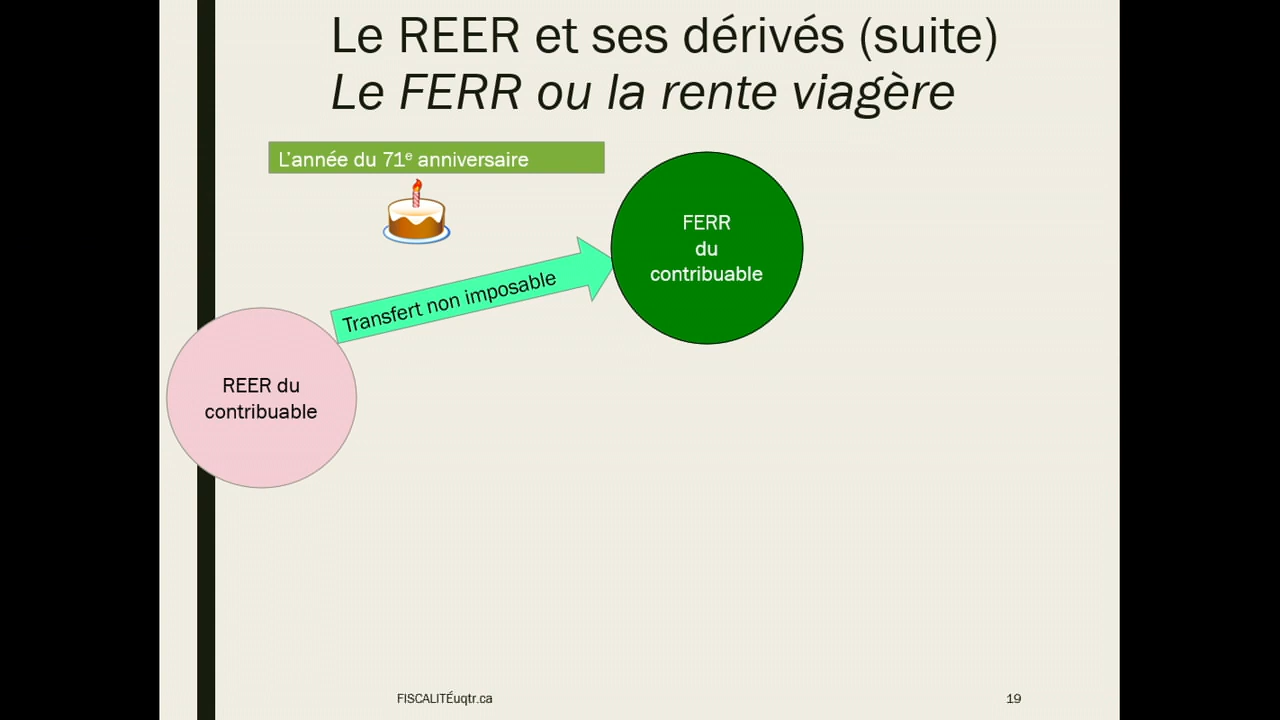 Le REER et ses dérivés (suite)
Le FERR ou la rente viagère
L'année du 71e anniversaire
FERR
du
contribuable
Transfert non imposable
REER du
contribuable
FISCALITÉuqtr.ca
19